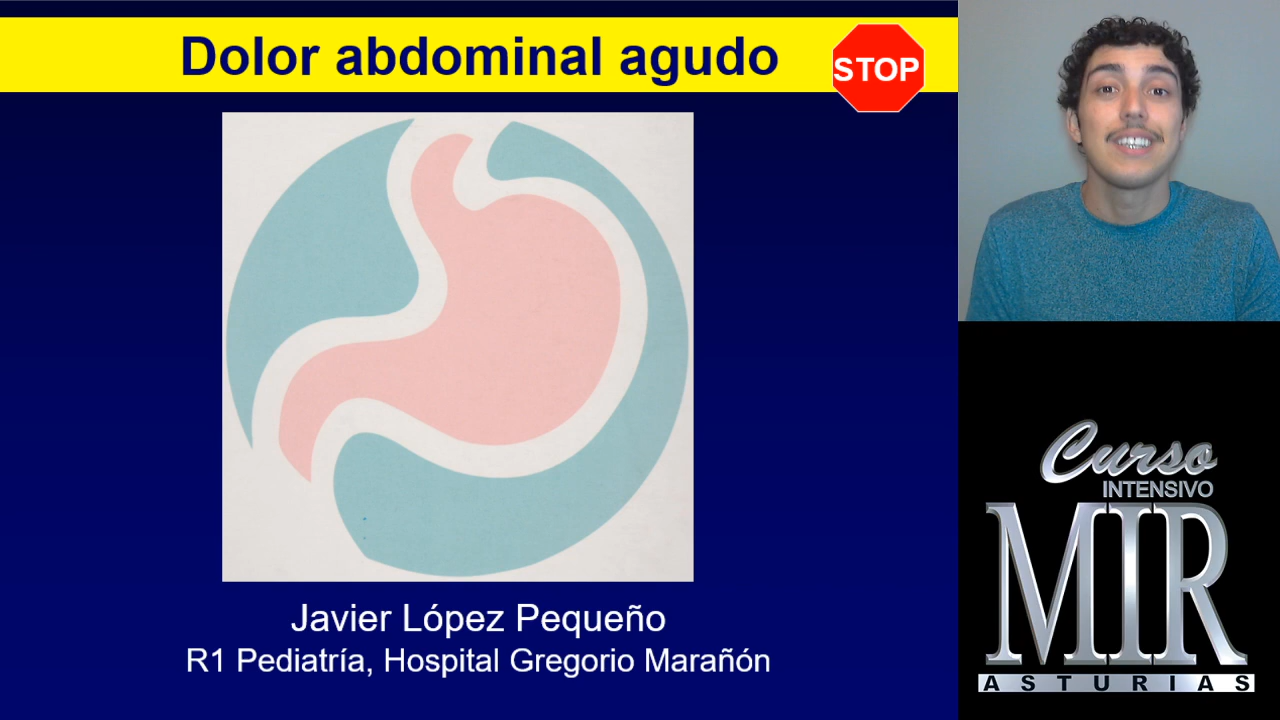 Dolor abdominal agudo
STOP
Javier López Pequeño
R1 Pediatría, Hospital Gregorio Marañón
Curso
INTENSIVO
MIR
ASTURIAS